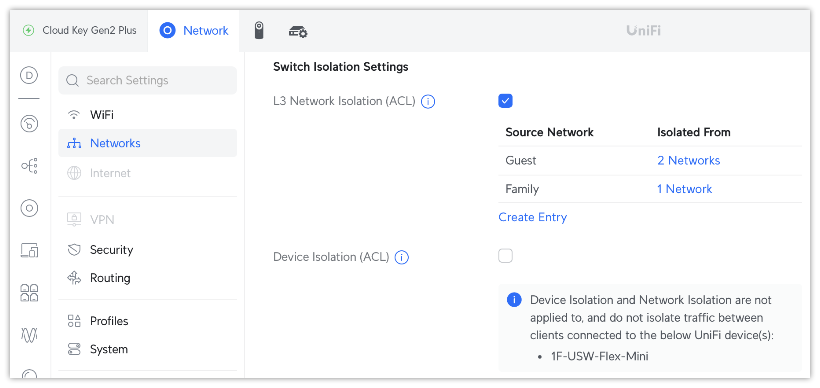 Cloud Key Gen2 Plus
Network
UniFi
D
Search Settings
WiFi
Networks
Internet
VPN
Security
Routing
Profiles
System
Switch Isolation Settings
L3 Network Isolation (ACL)
Source Network Isolated From
Guest 2 Networks
Family 1 Network
Create Entry
Device Isolation (ACL)
Device Isolation and Network Isolation are not
applied to, and do not isolate traffic between
clients connected to the below UniFi device(s):
• 1F-USW-Flex-Mini